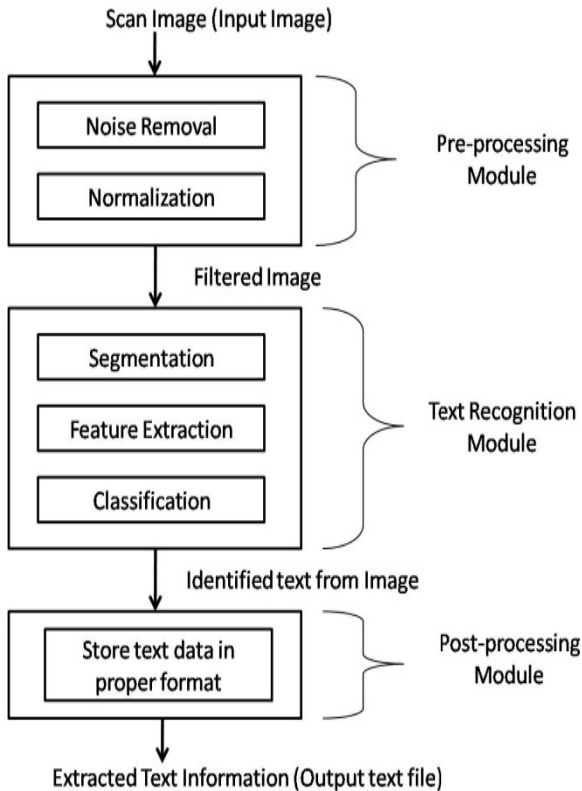 Scan Image (Input Image)
Noise Removal
Normalization
Pre-processing
Module
Filtered Image
Segmentation
Feature Extraction
Classification
Text Recognition
Module
Identified text from Image
Store text data in
proper format
Post-processing
Module
Extracted Text Information (Output text file)